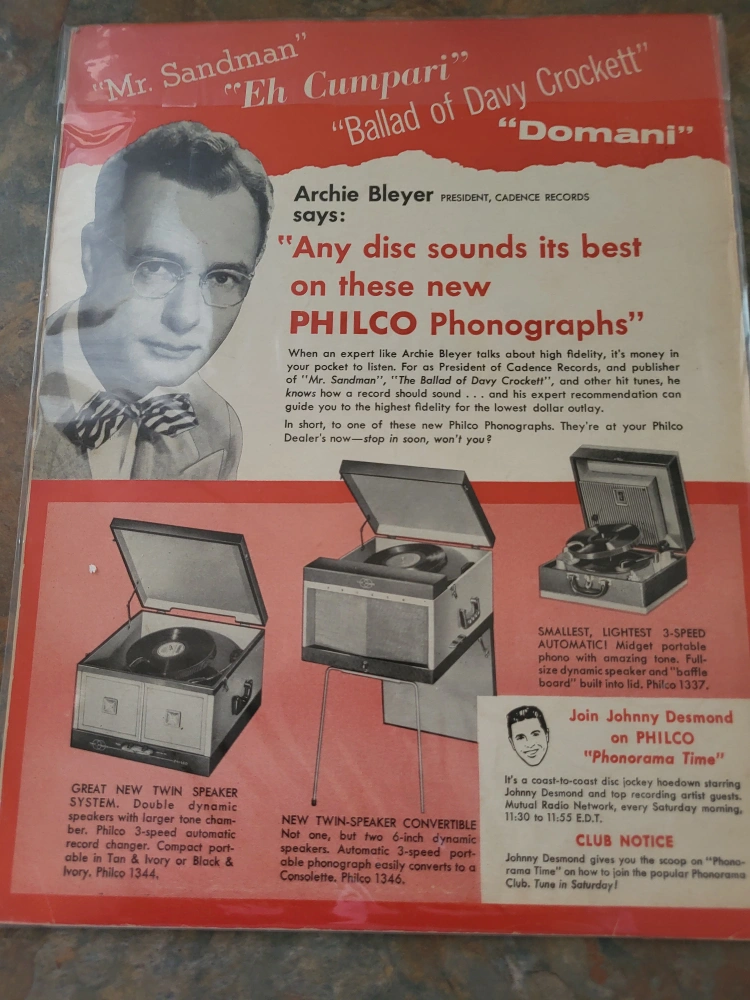 "Mr. Sandman"
"Eh Cumpari"
"Ballad of Davy Crockett"
"Domani"
Archie Bleyer PRESIDENT, CADENCE RECORDS
says:
"Any disc sounds its best
on these new
PHILCO Phonographs"
When an expert like Archie Bleyer talks about high fidelity, it's money in
your pocket to listen. For as President of Cadence Records, and publisher
of "Mr. Sandman", "The Ballad of Davy Crockett", and other hit tunes, he
knows how a record should sound . . . and his expert recommendation can
guide you to the highest fidelity for the lowest dollar outlay.
In short, to one of these new Philco Phonographs. They're at your Philco
Dealer's now—stop in soon, won't you?
SMALLEST, LIGHTEST 3-SPEED
AUTOMATIC! Midget portable
phono with amazing tone. Full-
size dynamic speaker and "baffle
board" built into lid. Philco 1337.
GREAT NEW TWIN SPEAKER
SYSTEM. Double dynamic
speakers with larger tone cham-
ber. Philco 3-speed automatic
record changer. Compact port-
able in Tan & Ivory or Black &
Ivory. Philco 1344.
NEW TWIN-SPEAKER CONVERTIBLE
Not one, but two 6-inch dynamic
speakers. Automatic 3-speed port-
able phonograph easily converts to a
Consolette. Philco 1346.
Join Johnny Desmond
on PHILCO
"Phonorama Time"
It's a coast-to-coast disc jockey hoedown starring
Johnny Desmond and top recording artist guests.
Mutual Radio Network, every Saturday morning,
11:30 to 11:55 E.D.T.
CLUB NOTICE
Johnny Desmond gives you the scoop on "Phono-
rama Time" on how to join the popular Phonorama
Club. Tune in Saturday!